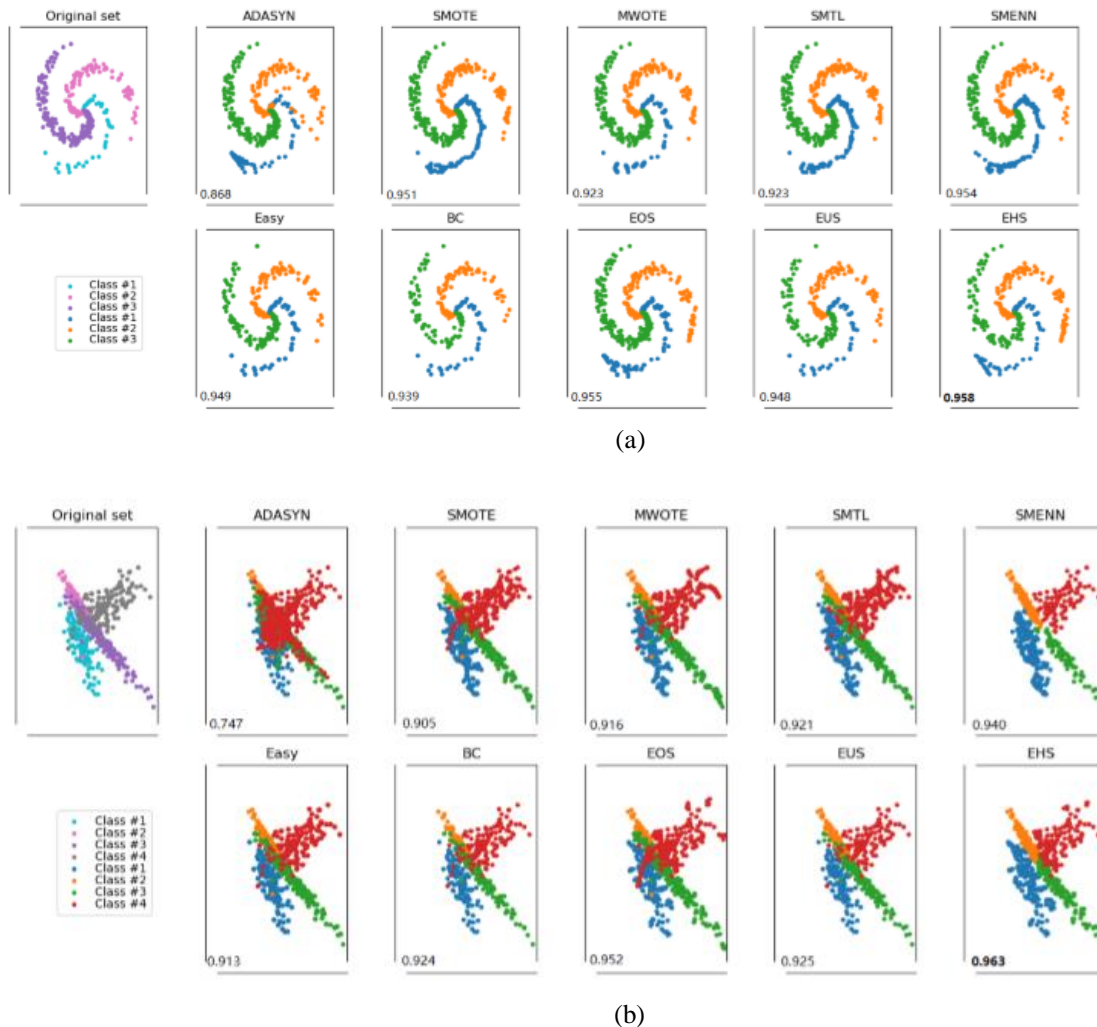 Original set ADASYN SMOTE MWOTE SMTL SMENN
0.868 0.951 0.923 0.923 0.954
Easy BC EOS EUS EHS
Class #1
Class #2
Class #3
Class #1
Class #2
Class #3
0.949 0.939 0.955 0.948 0.958
(a)
Original set ADASYN SMOTE MWOTE SMTL SMENN
0.747 0.905 0.916 0.921 0.940
Easy BC EOS EUS EHS
Class #1
Class #2
Class #3
Class #4
Class #1
Class #2
Class #3
Class #4
0.913 0.924 0.952 0.925 0.963
(b)